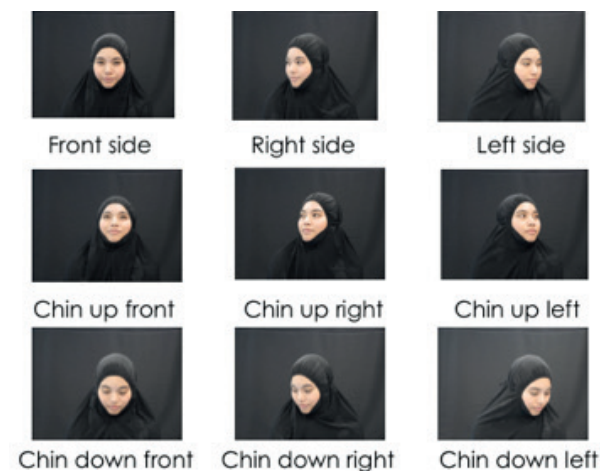 Front side
Right side
Left side
Chin up front
Chin up right
Chin up left
Chin down front
Chin down right
Chin down left